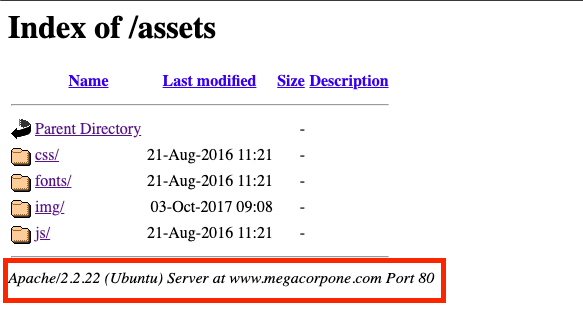 Index of /assets
Name Last modified Size Description
Parent Directory -
css/ 21-Aug-2016 11:21 -
fonts/ 21-Aug-2016 11:21 -
img/ 03-Oct-2017 09:08 -
js/ 21-Aug-2016 11:21 -
Apache/2.2.22 (Ubuntu) Server at www.megacorpone.com Port 80